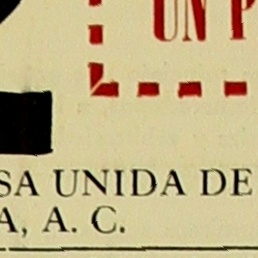 UN P
SA UNIDA DE
A, A. C.